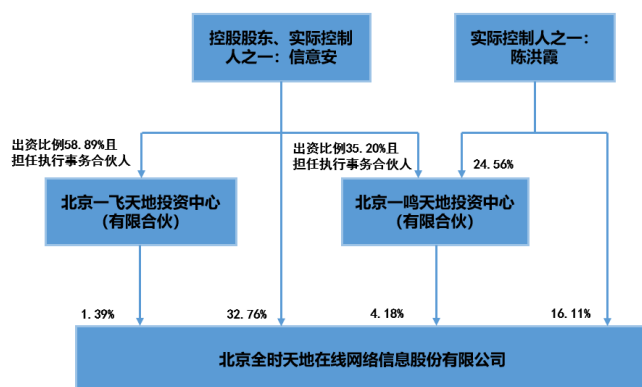 控股股东、实际控制
人之一：信意安
实际控制人之一：
陈洪霞
出资比例58.89%且
担任执行事务合伙人
出资比例35.20%且
担任执行事务合伙人
24.56%
北京一飞天地投资中心
（有限合伙）
北京一鸣天地投资中心
（有限合伙）
1.39%
32.76%
4.18%
16.11%
北京全时天地在线网络信息股份有限公司